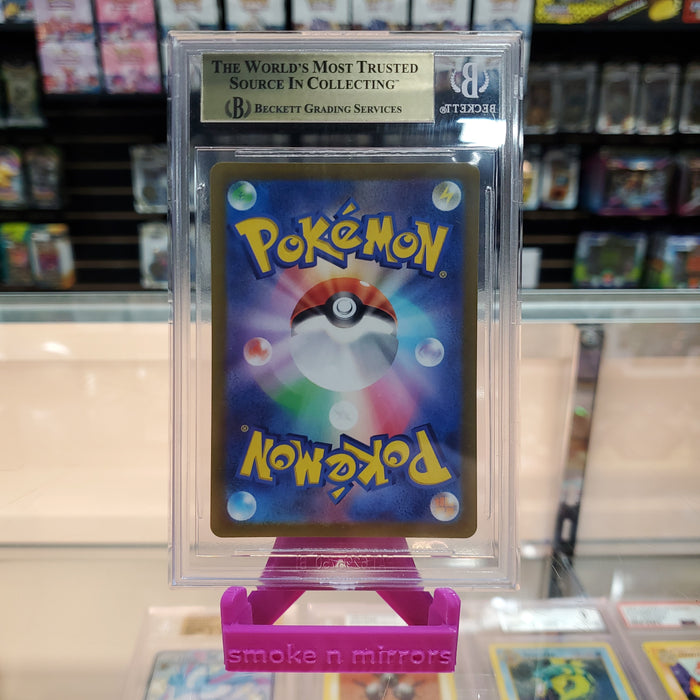 THE WORLD'S MOST TRUSTED
SOURCE IN COLLECTING™
B BECKETT GRADING SERVICES
B
BECKETT®
POKéMON®
POKéMON®
smoke n mirrors